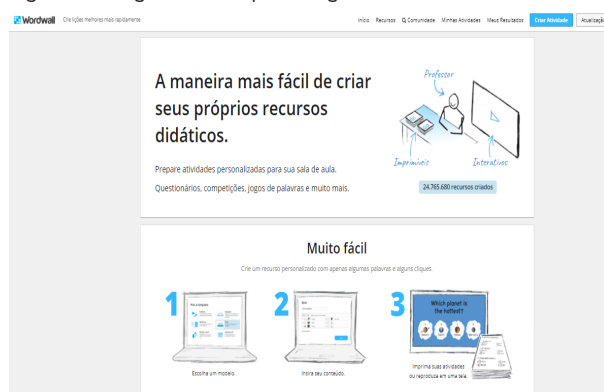 Wordwall Crie lições melhores mais rapidamente
Início Recursos Comunidade Minhas Atividades Meus Resultados Criar Atividade Atualização
A maneira mais fácil de criar
seus próprios recursos
didáticos.
Prepare atividades personalizadas para sua sala de aula.
Questionários, competições, jogos de palavras e muito mais.
Professor
Imprimíveis
Interativos
24.765.680 recursos criados
Muito fácil
Crie um recurso personalizado com apenas algumas palavras e alguns cliques.
1
2
3
Which planet is
the hottest?
Escolha um modelo.
Insira seu conteúdo.
Imprima suas atividades
ou reproduza em uma tela.